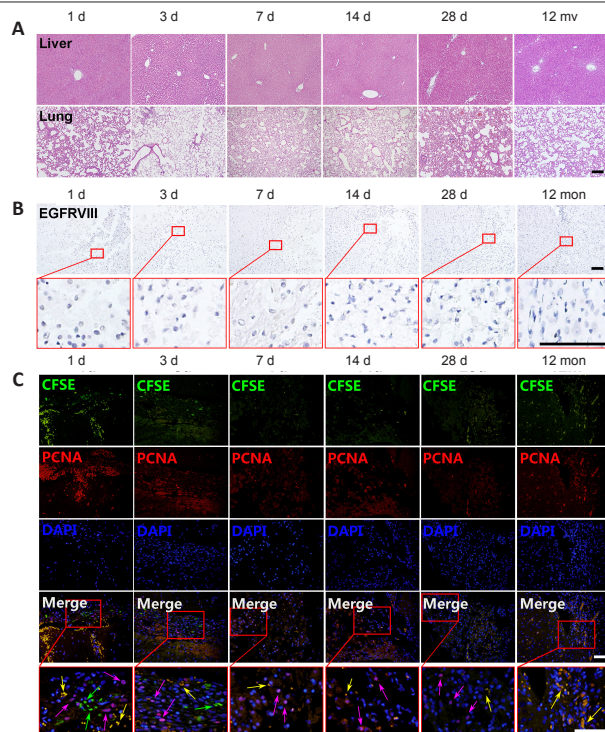 1 d 3 d 7 d 14 d 28 d 12 mv
A
Liver
Lung
1 d 3 d 7 d 14 d 28 d 12 mon
B
EGFRVIII
1 d 3 d 7 d 14 d 28 d 12 mon
C
CFSE CFSE CFSE CFSE CFSE CFSE
PCNA PCNA PCNA PCNA PCNA PCNA
DAPI DAPI DAPI DAPI DAPI DAPI
Merge Merge Merge Merge Merge Merge